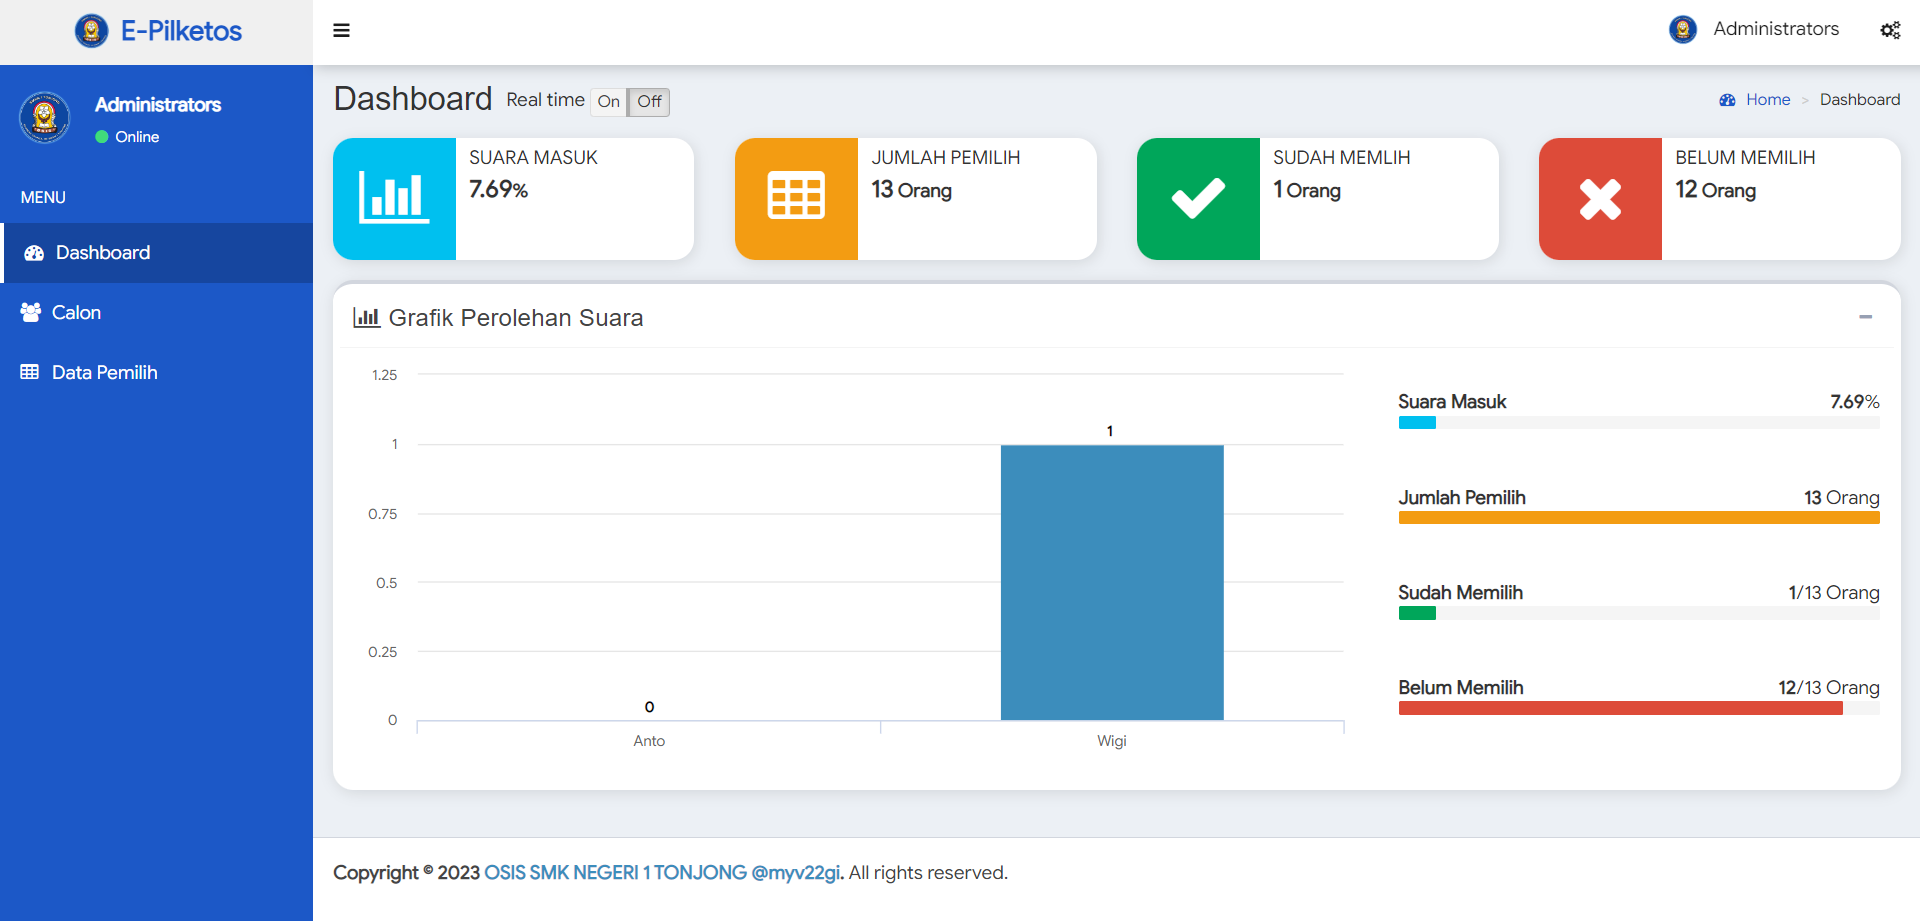 E-Pilketos
Administrators
Administrators
Online
MENU
Dashboard
Calon
Data Pemilih
Dashboard Real time On Off
Home > Dashboard
SUARA MASUK
7.69%
JUMLAH PEMILIH
13 Orang
SUDAH MEMLIH
1 Orang
BELUM MEMILIH
12 Orang
Grafik Perolehan Suara
1.25
1
0.75
0.5
0.25
0
0
1
Anto
Wigi
Suara Masuk 7.69%
Jumlah Pemilih 13 Orang
Sudah Memilih 1/13 Orang
Belum Memilih 12/13 Orang
Copyright © 2023 OSIS SMK NEGERI 1 TONJONG @myv22gi. All rights reserved.